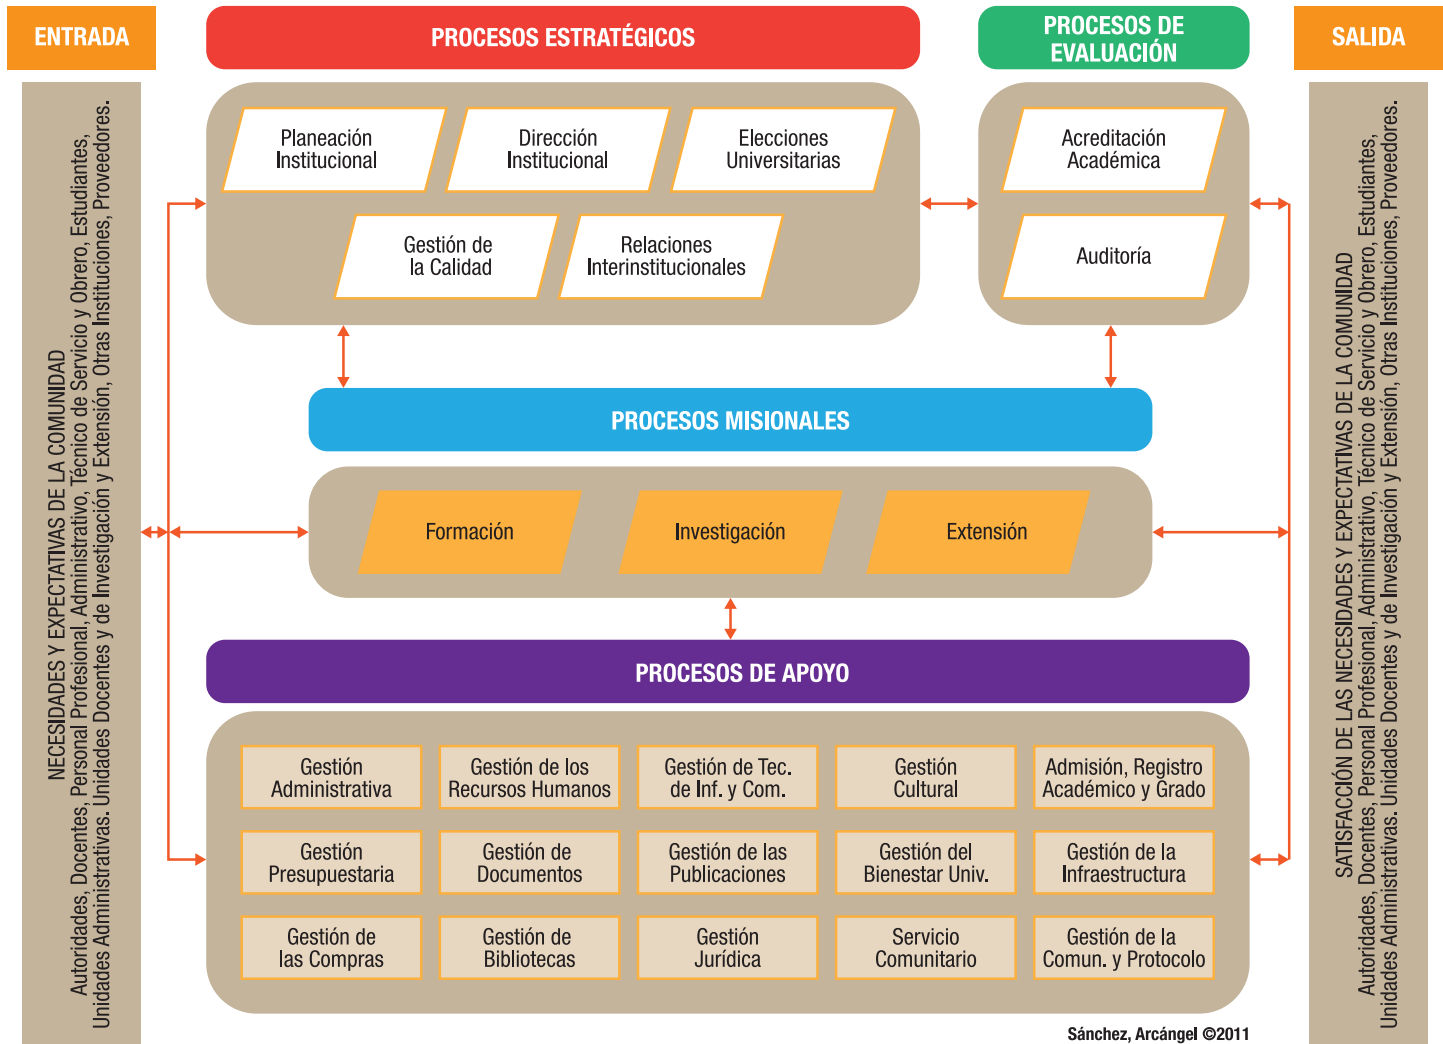 ENTRADA
PROCESOS ESTRATÉGICOS
PROCESOS DE
EVALUACIÓN
SALIDA
NECESIDADES Y EXPECTATIVAS DE LA COMUNIDAD
Autoridades, Docentes, Personal Profesional, Administrativo, Técnico de Servicio y Obrero, Estudiantes,
Unidades Administrativas. Unidades Docentes y de Investigación y Extensión, Otras Instituciones, Proveedores.
Planeación
Institucional
Dirección
Institucional
Elecciones
Universitarias
Gestión de
la Calidad
Relaciones
Interinstitucionales
Acreditación
Académica
Auditoría
PROCESOS MISIONALES
Formación
Investigación
Extensión
PROCESOS DE APOYO
Gestión
Administrativa
Gestión de los
Recursos Humanos
Gestión de Tec.
de Inf. y Com.
Gestión
Cultural
Admisión, Registro
Académico y Grado
Gestión
Presupuestaria
Gestión de
Documentos
Gestión de las
Publicaciones
Gestión del
Bienestar Univ.
Gestión de la
Infraestructura
Gestión de
las Compras
Gestión de
Bibliotecas
Gestión
Jurídica
Servicio
Comunitario
Gestión de la
Comun. y Protocolo
SATISFACCIÓN DE LAS NECESIDADES Y EXPECTATIVAS DE LA COMUNIDAD
Autoridades, Docentes, Personal Profesional, Administrativo, Técnico de Servicio y Obrero, Estudiantes,
Unidades Administrativas. Unidades Docentes y de Investigación y Extensión, Otras Instituciones, Proveedores.
Sánchez, Arcángel ©2011